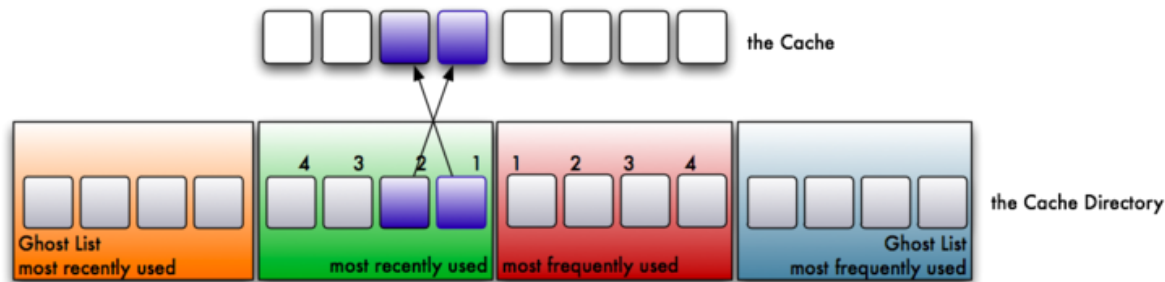 the Cache
4 3 2 1 1 2 3 4
the Cache Directory
Ghost List
most recently used
most recently used
most frequently used
Ghost List
most frequently used